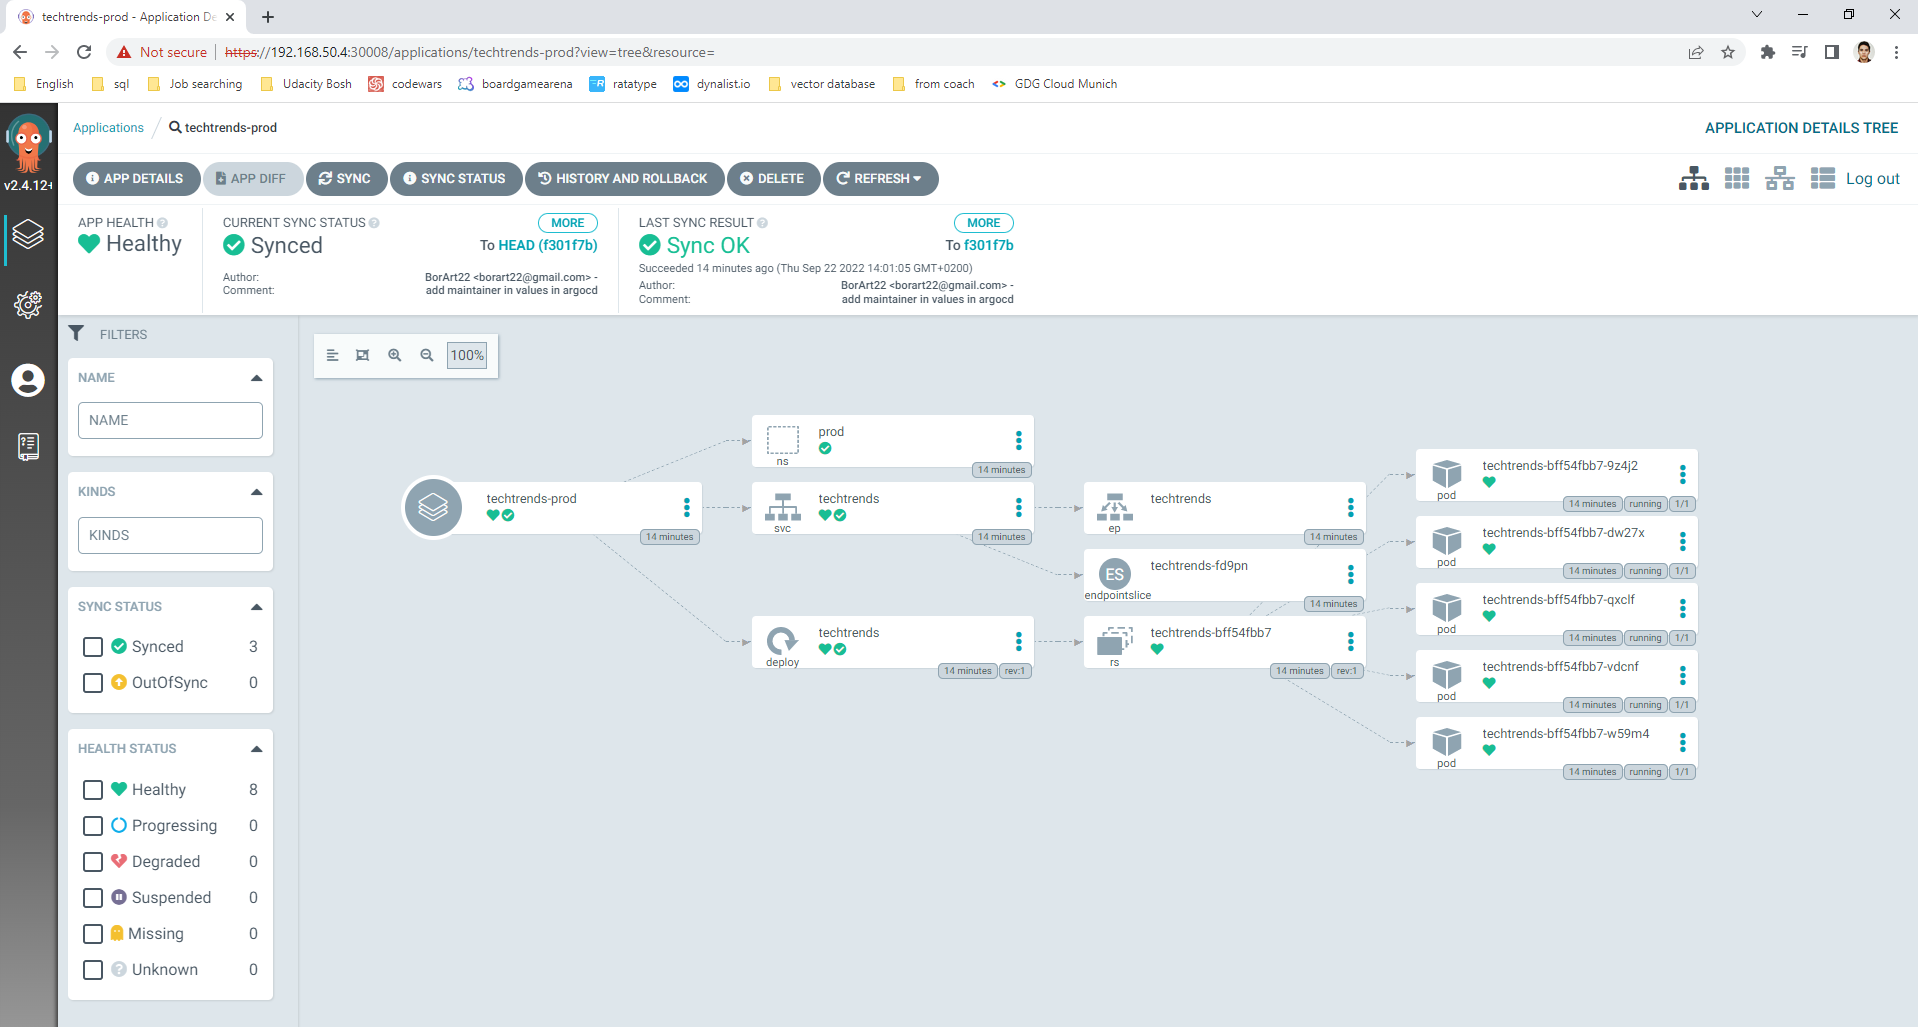 techtrends-prod - Application De
Not secure https://192.168.50.4:30008/applications/techtrends-prod?view=tree&resource=
English sql Job searching Udacity Bosh codewars boardgamearena ratatype dynalist.io vector database from coach GDG Cloud Munich
v2.4.12+
Applications / techtrends-prod
APPLICATION DETAILS TREE
APP DETAILS APP DIFF SYNC SYNC STATUS HISTORY AND ROLLBACK DELETE REFRESH
Log out
APP HEALTH
Healthy
CURRENT SYNC STATUS MORE
Synced To HEAD (f301f7b)
Author: BorArt22 <borart22@gmail.com> -
Comment: add maintainer in values in argocd
LAST SYNC RESULT MORE
Sync OK To f301f7b
Succeeded 14 minutes ago (Thu Sep 22 2022 14:01:05 GMT+0200)
Author: BorArt22 <borart22@gmail.com> -
Comment: add maintainer in values in argocd
FILTERS
NAME
NAME
KINDS
KINDS
SYNC STATUS
Synced 3
OutOfSync 0
HEALTH STATUS
Healthy 8
Progressing 0
Degraded 0
Suspended 0
Missing 0
Unknown 0
100%
techtrends-prod
14 minutes
prod
ns
14 minutes
techtrends
svc
14 minutes
techtrends
deploy
14 minutes rev:1
techtrends
ep
14 minutes
ES
techtrends-fd9pn
endpointslice
14 minutes
techtrends-bff54fbb7
rs
14 minutes rev:1
techtrends-bff54fbb7-9z4j2
pod
14 minutes running 1/1
techtrends-bff54fbb7-dw27x
pod
14 minutes running 1/1
techtrends-bff54fbb7-qxclf
pod
14 minutes running 1/1
techtrends-bff54fbb7-vdcnf
pod
14 minutes running 1/1
techtrends-bff54fbb7-w59m4
pod
14 minutes running 1/1